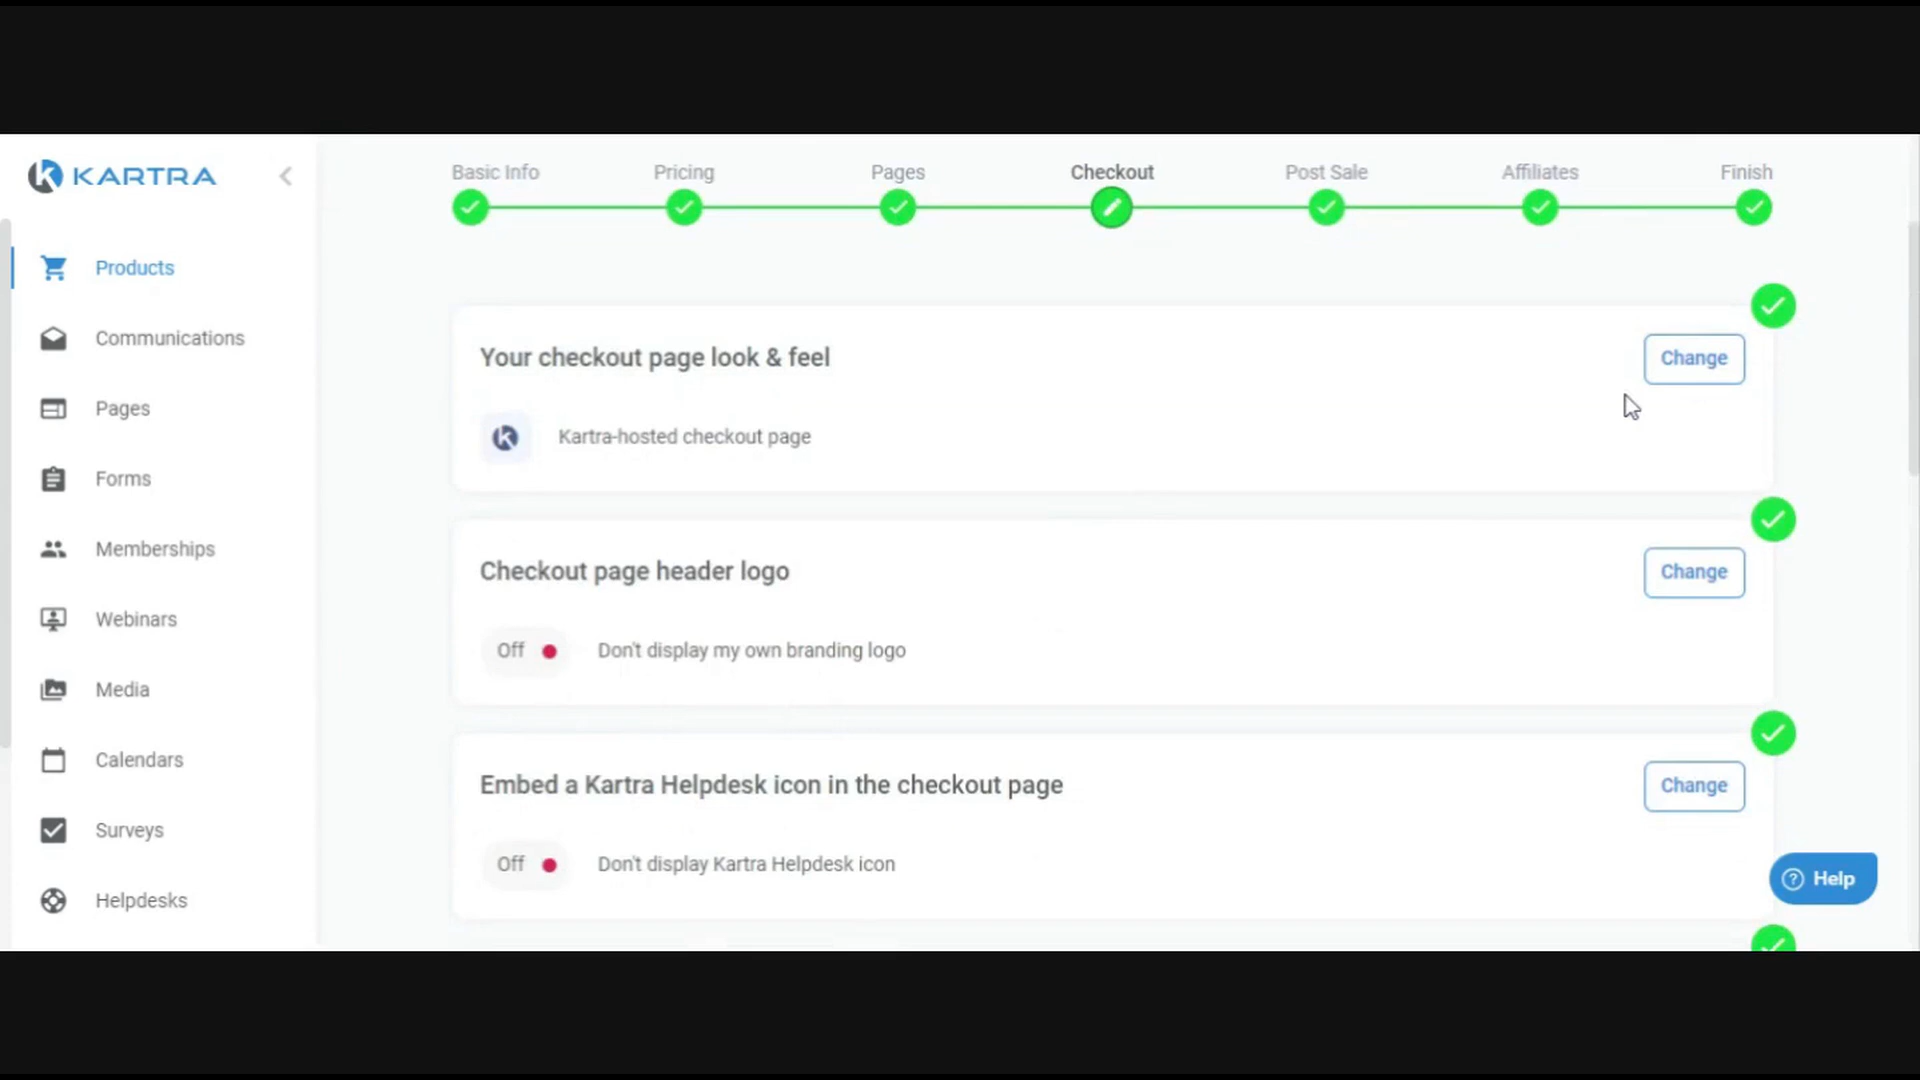 KARTRA
Products
Communications
Pages
Forms
Memberships
Webinars
Media
Calendars
Surveys
Helpdesks
Basic Info Pricing Pages Checkout Post Sale Affiliates Finish
Your checkout page look & feel
Change
Kartra-hosted checkout page
Checkout page header logo
Change
Off Don't display my own branding logo
Embed a Kartra Helpdesk icon in the checkout page
Change
Off Don't display Kartra Helpdesk icon
? Help